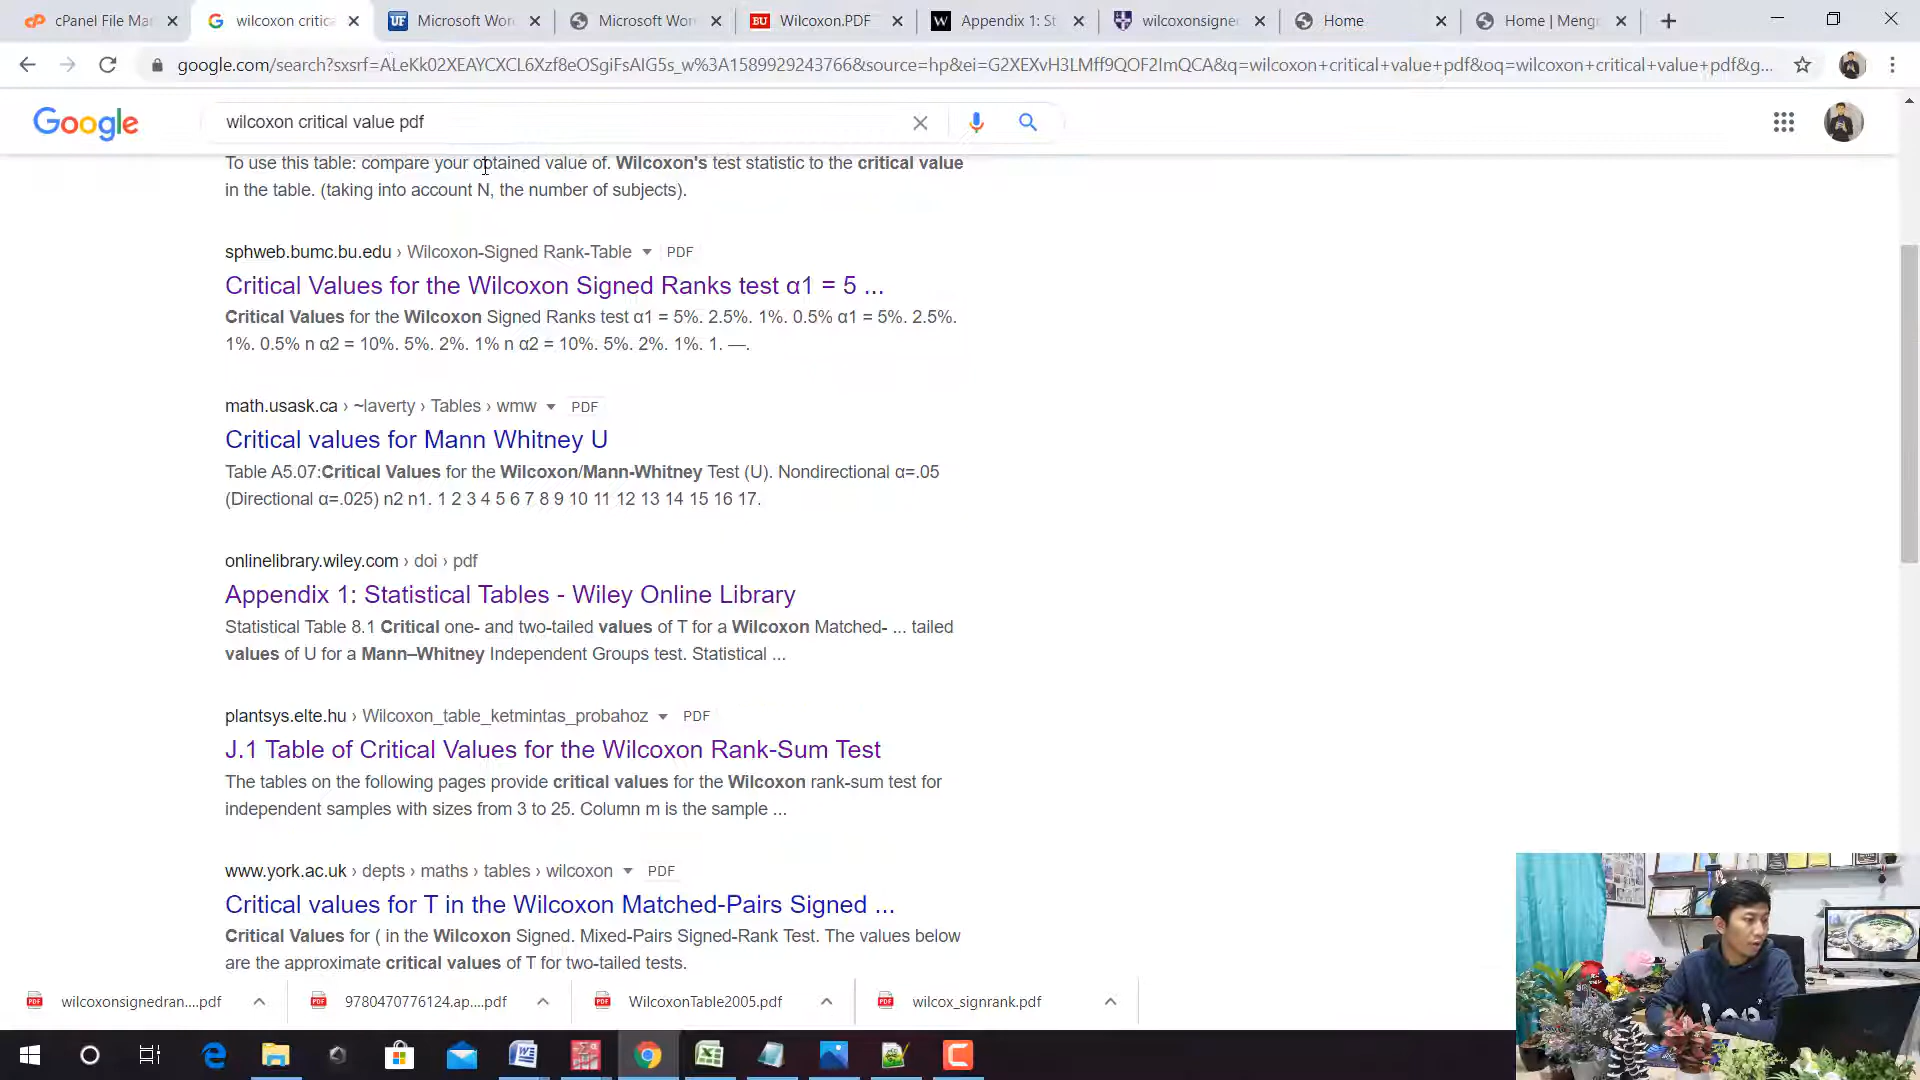 cPanel File Ma
wilcoxon critic
Microsoft Wor
Microsoft Wor
Wilcoxon.PDF
Appendix 1: St
wilcoxonsigne
Home
Home | Meng
google.com/search?sxsrf=ALeKk02XEAYCXCL6Xzf8eOSgiFsAIG5s_w%3A1589929243766&source=hp&ei=G2XEXvH3LMff9QOF2ImQCA&q=wilcoxon+critical+value+pdf&oq=wilcoxon+critical+value+pdf&g...
Google
wilcoxon critical value pdf
To use this table: compare your obtained value of. Wilcoxon's test statistic to the critical value
in the table. (taking into account N, the number of subjects).
sphweb.bumc.bu.edu › Wilcoxon-Signed Rank-Table PDF
Critical Values for the Wilcoxon Signed Ranks test α1 = 5 ...
Critical Values for the Wilcoxon Signed Ranks test α1 = 5%. 2.5%. 1%. 0.5% α1 = 5%. 2.5%.
1%. 0.5% n α2 = 10%. 5%. 2%. 1% n α2 = 10%. 5%. 2%. 1%. 1. —.
math.usask.ca › ~laverty › Tables › wmw PDF
Critical values for Mann Whitney U
Table A5.07:Critical Values for the Wilcoxon/Mann-Whitney Test (U). Nondirectional α=.05
(Directional α=.025) n2 n1. 1 2 3 4 5 6 7 8 9 10 11 12 13 14 15 16 17.
onlinelibrary.wiley.com › doi › pdf
Appendix 1: Statistical Tables - Wiley Online Library
Statistical Table 8.1 Critical one- and two-tailed values of T for a Wilcoxon Matched- ... tailed
values of U for a Mann–Whitney Independent Groups test. Statistical ...
plantsys.elte.hu › Wilcoxon_table_ketmintas_probahoz PDF
J.1 Table of Critical Values for the Wilcoxon Rank-Sum Test
The tables on the following pages provide critical values for the Wilcoxon rank-sum test for
independent samples with sizes from 3 to 25. Column m is the sample ...
www.york.ac.uk › depts › maths › tables › wilcoxon PDF
Critical values for T in the Wilcoxon Matched-Pairs Signed ...
Critical Values for ( in the Wilcoxon Signed. Mixed-Pairs Signed-Rank Test. The values below
are the approximate critical values of T for two-tailed tests.
wilcoxonsignedran....pdf
9780470776124.ap....pdf
WilcoxonTable2005.pdf
wilcox_signrank.pdf